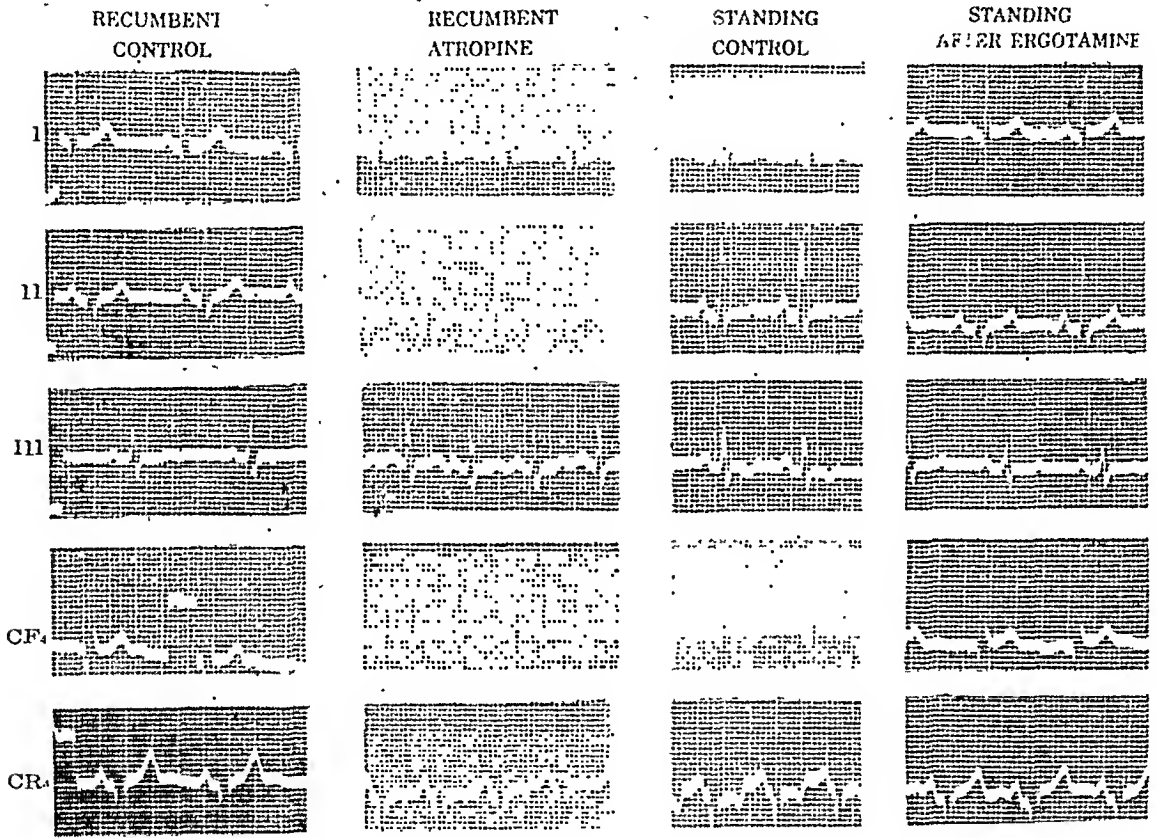 RECUMBENT
CONTROL
RECUMBENT
ATROPINE
STANDING
CONTROL
STANDING
AFTER ERGOTAMINE
I
II
III
CF4
CR4